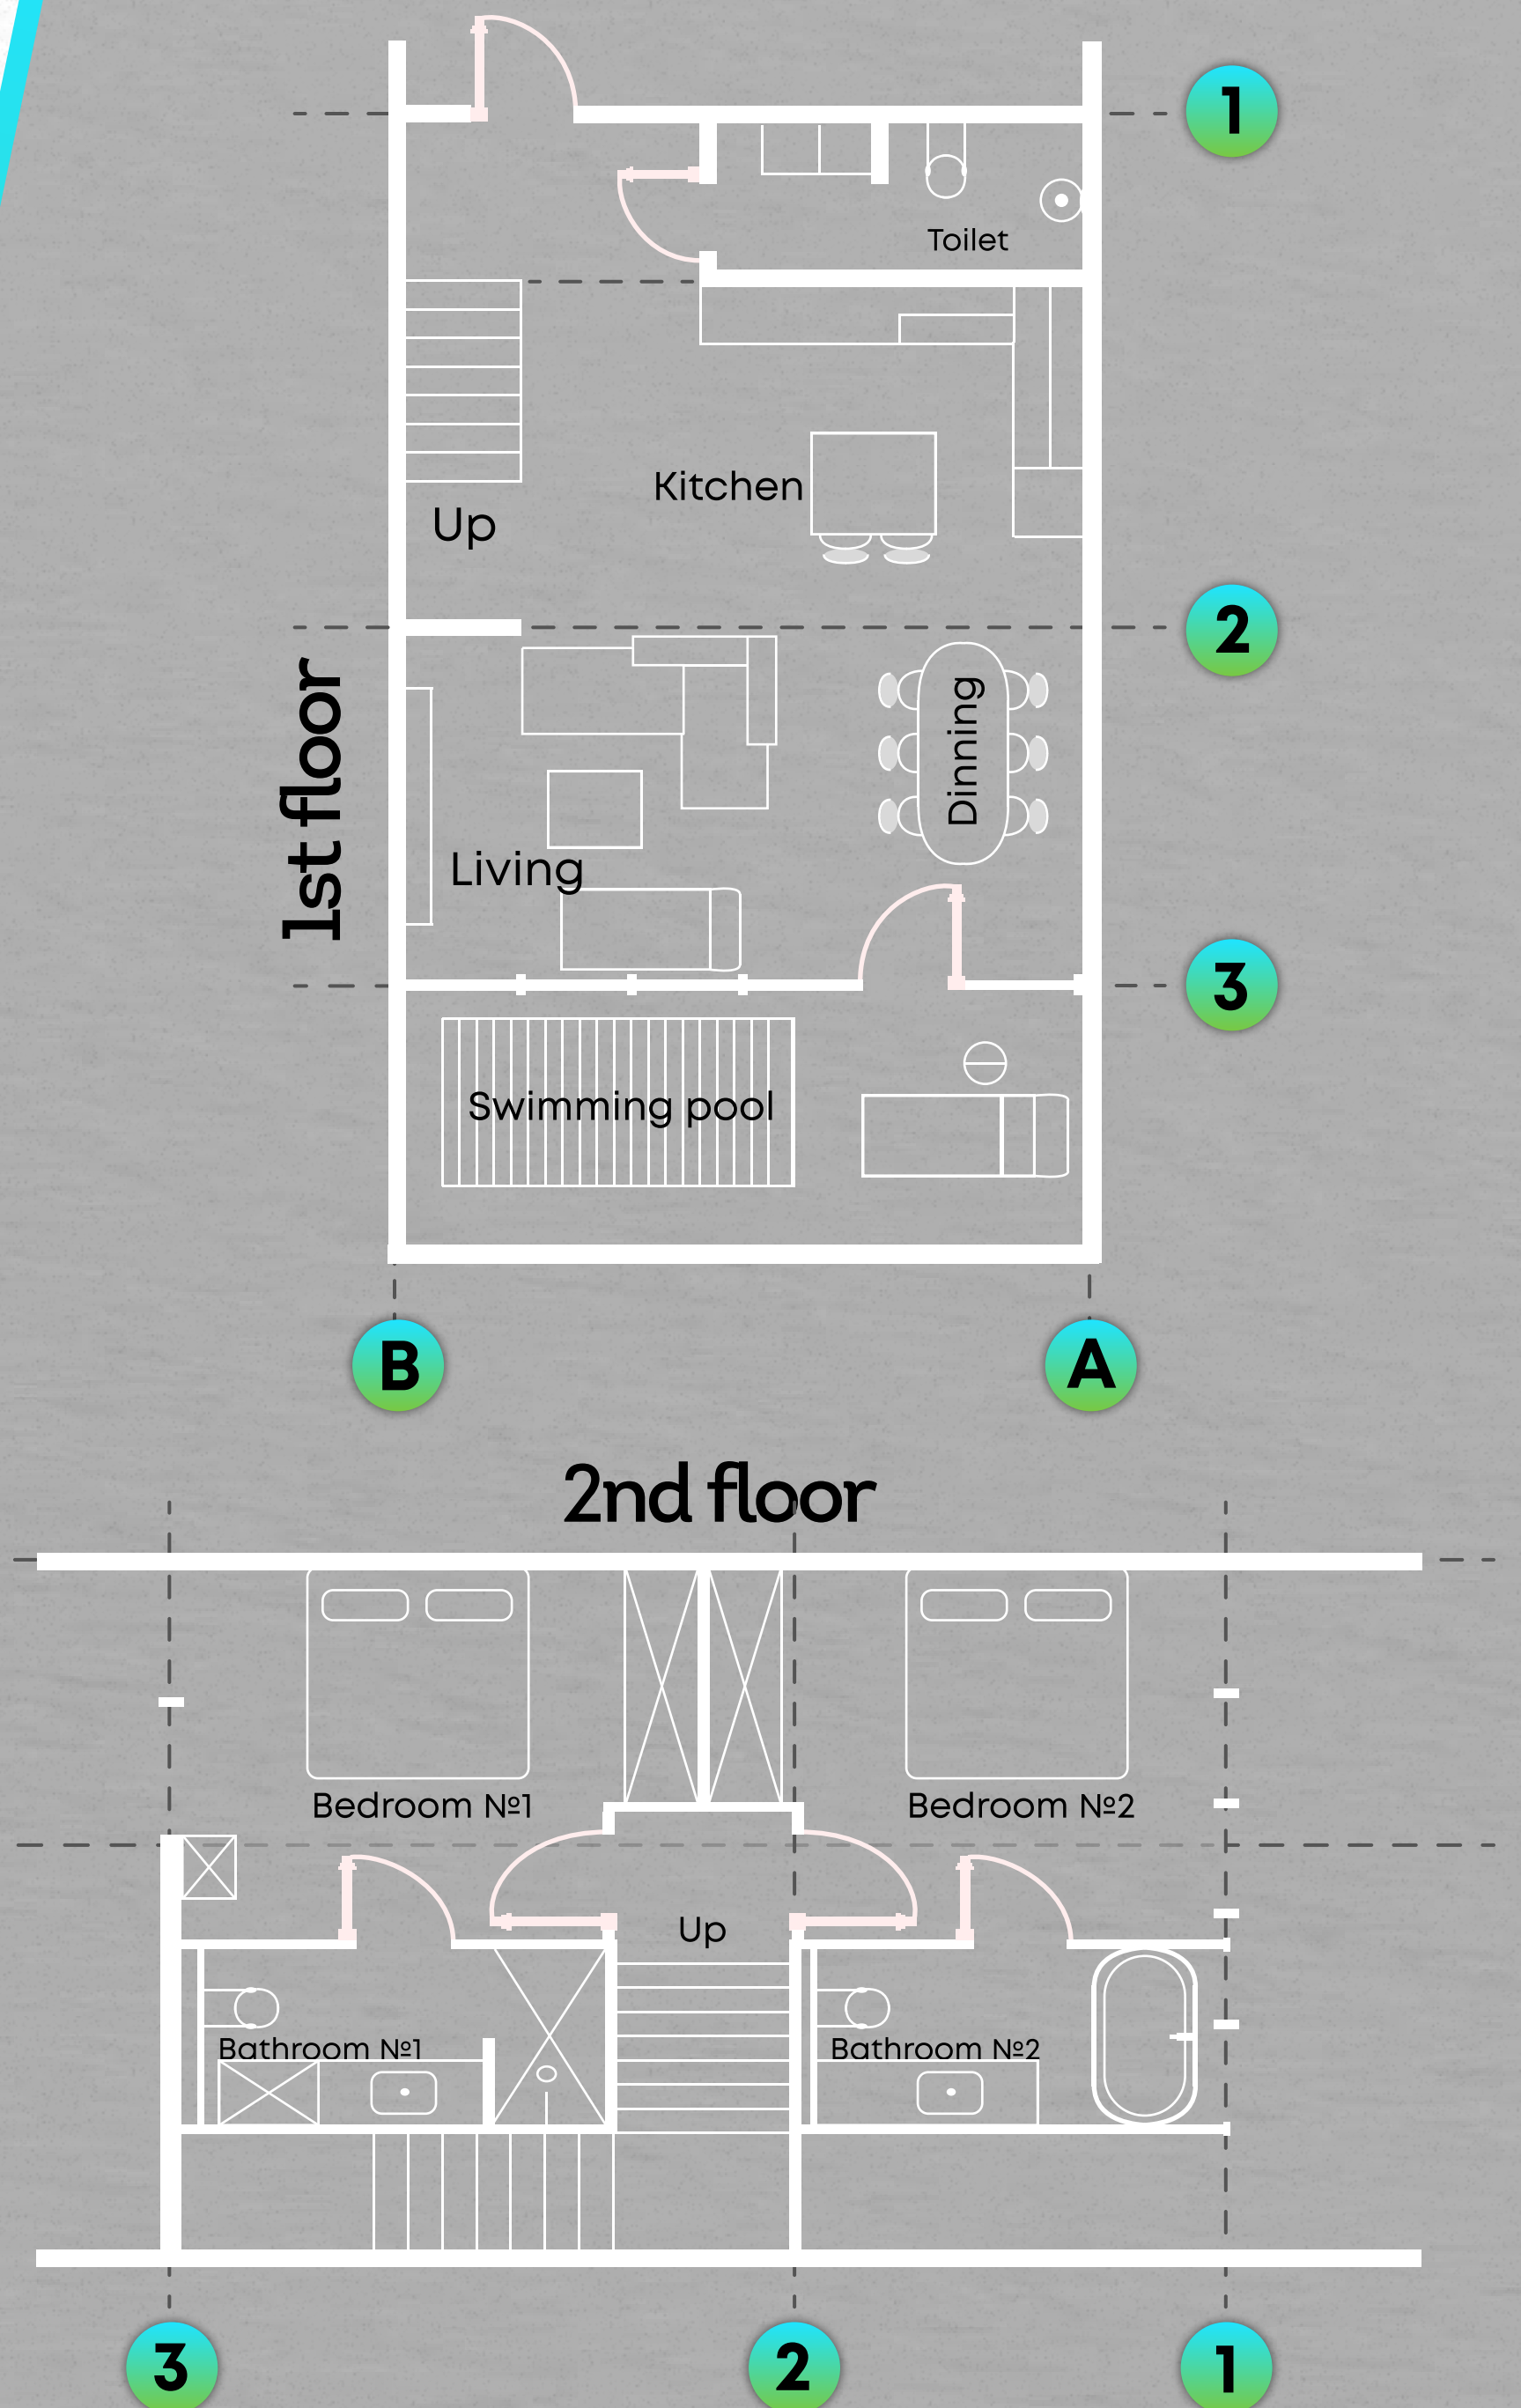 1
Toilet
Kitchen
Up
2
1st floor
Dinning
Living
3
Swimming pool
B
A
2nd floor
Bedroom №1
Bedroom №2
Up
Bathroom №1
Bathroom №2
3
2
1